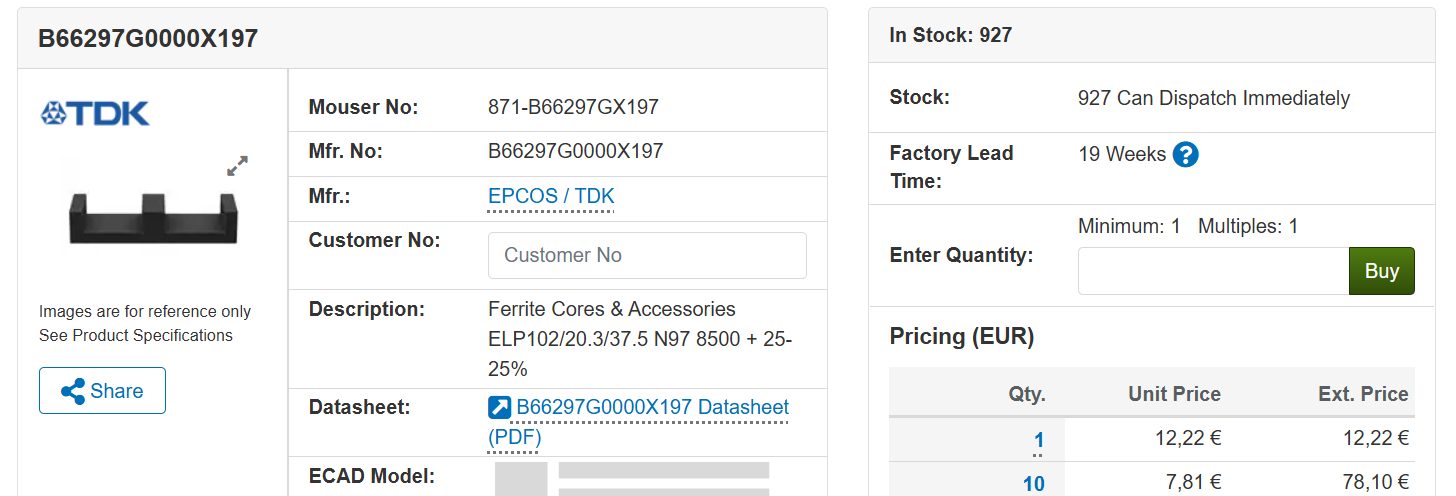 B66297G0000X197
TDK
Images are for reference only
See Product Specifications
Share
Mouser No: 871-B66297GX197
Mfr. No: B66297G0000X197
Mfr.: EPCOS / TDK
Customer No: Customer No
Description: Ferrite Cores & Accessories
ELP102/20.3/37.5 N97 8500 + 25-
25%
Datasheet: B66297G0000X197 Datasheet
(PDF)
ECAD Model:
In Stock: 927
Stock: 927 Can Dispatch Immediately
Factory Lead 19 Weeks ?
Time:
Minimum: 1 Multiples: 1
Enter Quantity: Buy
Pricing (EUR)
Qty. Unit Price Ext. Price
1 12,22 € 12,22 €
10 7,81 € 78,10 €